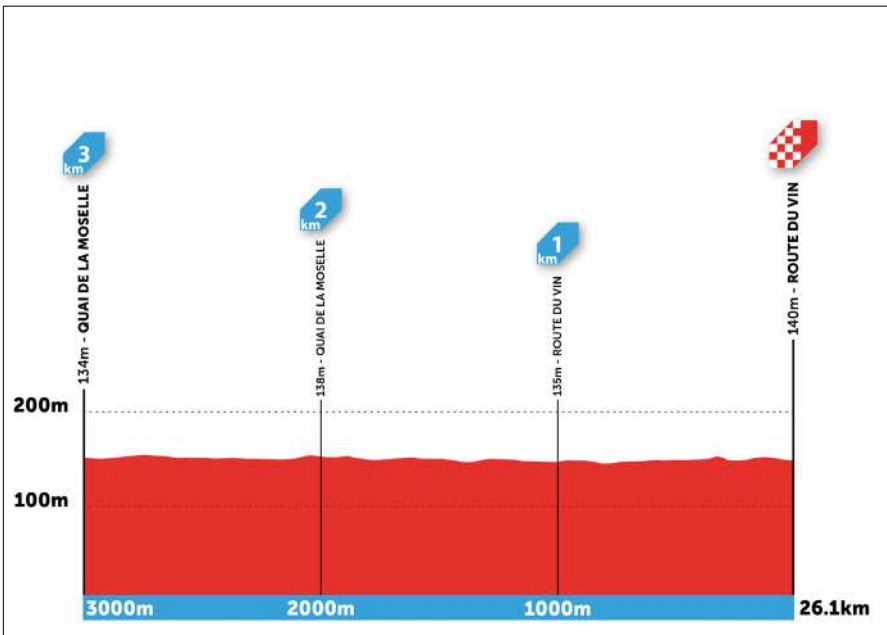 3
km
134m - QUAI DE LA MOSELLE
2
km
138m - QUAI DE LA MOSELLE
1
km
135m - ROUTE DU VIN
140m - ROUTE DU VIN
200m
100m
3000m
2000m
1000m
26.1km